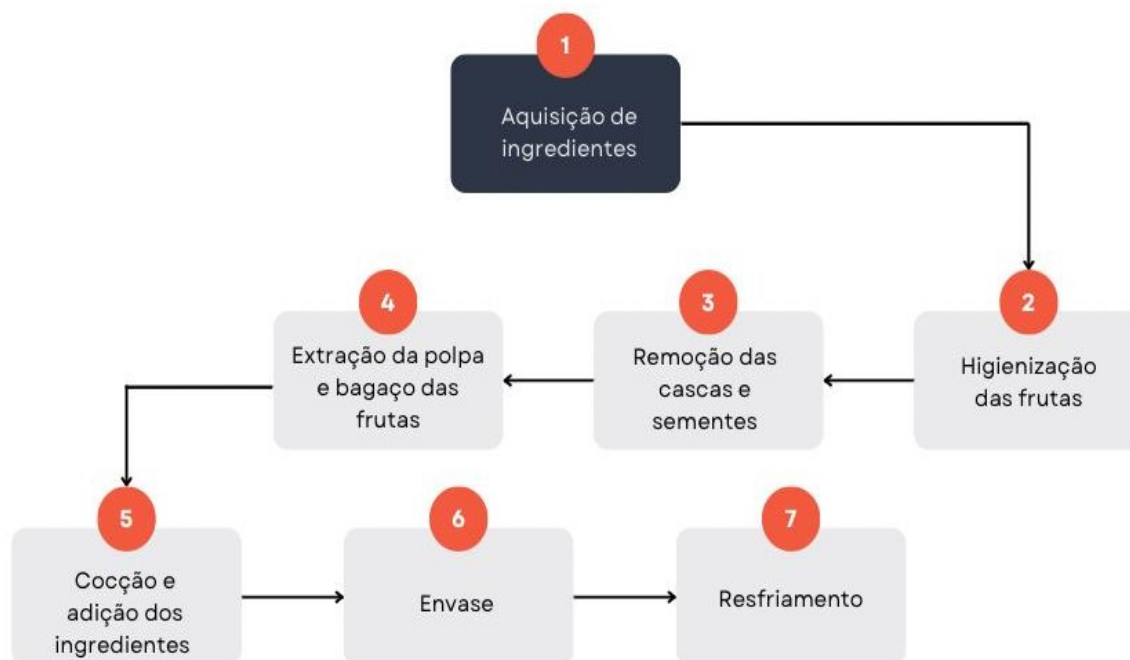 1
Aquisição de
ingredientes
2
Higienização
das frutas
3
Remoção das
cascas e
sementes
4
Extração da polpa
e bagaço das
frutas
5
Cocção e
adição dos
ingredientes
6
Envase
7
Resfriamento